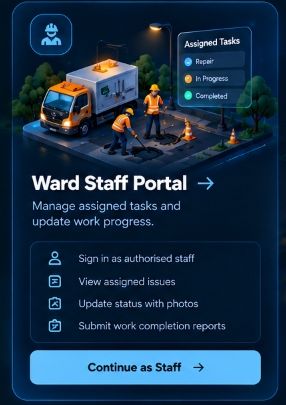 Assigned Tasks
Repair
In Progress
Completed
Ward Staff Portal →
Manage assigned tasks and
update work progress.
Sign in as authorised staff
View assigned issues
Update status with photos
Submit work completion reports
Continue as Staff →